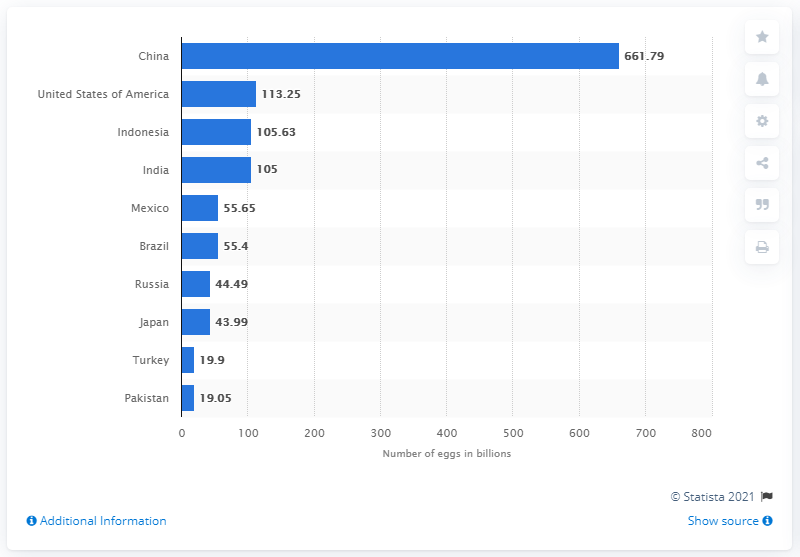 China 661.79
United States of America 113.25
Indonesia 105.63
India 105
Mexico 55.65
Brazil 55.4
Russia 44.49
Japan 43.99
Turkey 19.9
Pakistan 19.05
0 100 200 300 400 500 600 700 800
Number of eggs in billions
© Statista 2021
Additional Information Show source